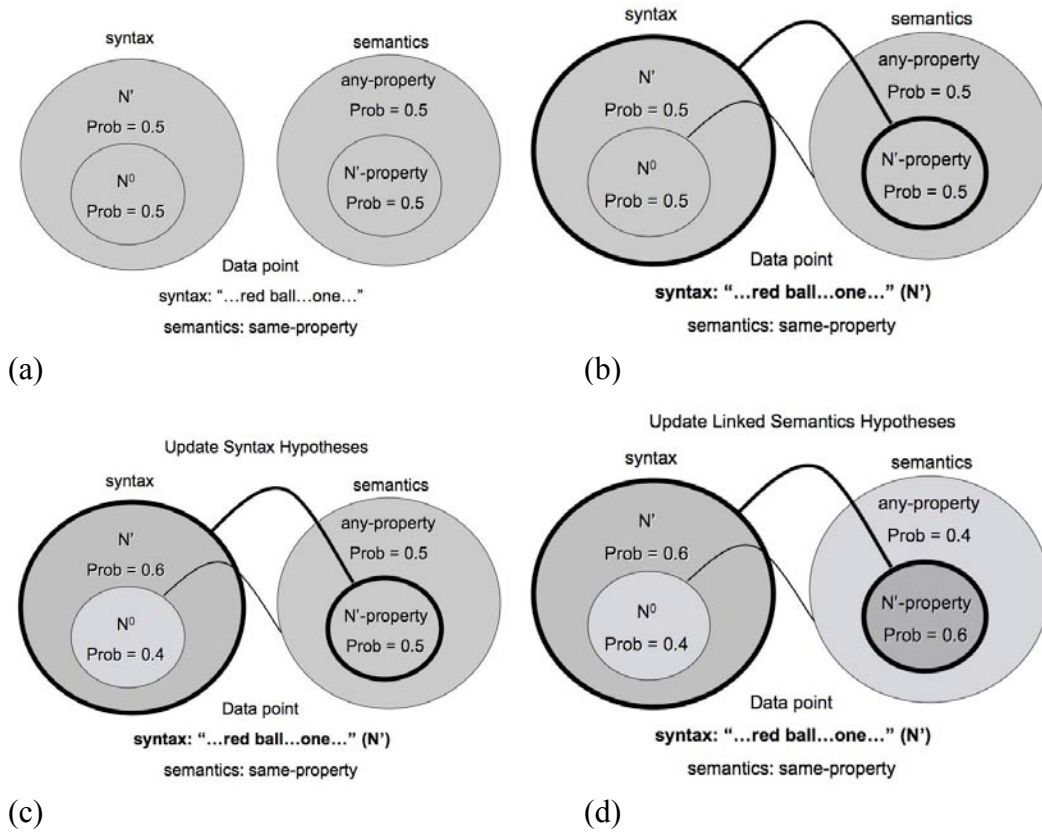 syntax
semantics
N'
Prob = 0.5
N⁰
Prob = 0.5
any-property
Prob = 0.5
N'-property
Prob = 0.5
Data point
syntax: “…red ball…one…”
semantics: same-property
(a)
syntax
semantics
N'
Prob = 0.5
N⁰
Prob = 0.5
any-property
Prob = 0.5
N'-property
Prob = 0.5
Data point
syntax: “…red ball…one…” (N')
semantics: same-property
(b)
Update Syntax Hypotheses
syntax
semantics
N'
Prob = 0.6
N⁰
Prob = 0.4
any-property
Prob = 0.5
N'-property
Prob = 0.5
Data point
syntax: “…red ball…one…” (N')
semantics: same-property
(c)
Update Linked Semantics Hypotheses
syntax
semantics
N'
Prob = 0.6
N⁰
Prob = 0.4
any-property
Prob = 0.4
N'-property
Prob = 0.6
Data point
syntax: “…red ball…one…” (N')
semantics: same-property
(d)